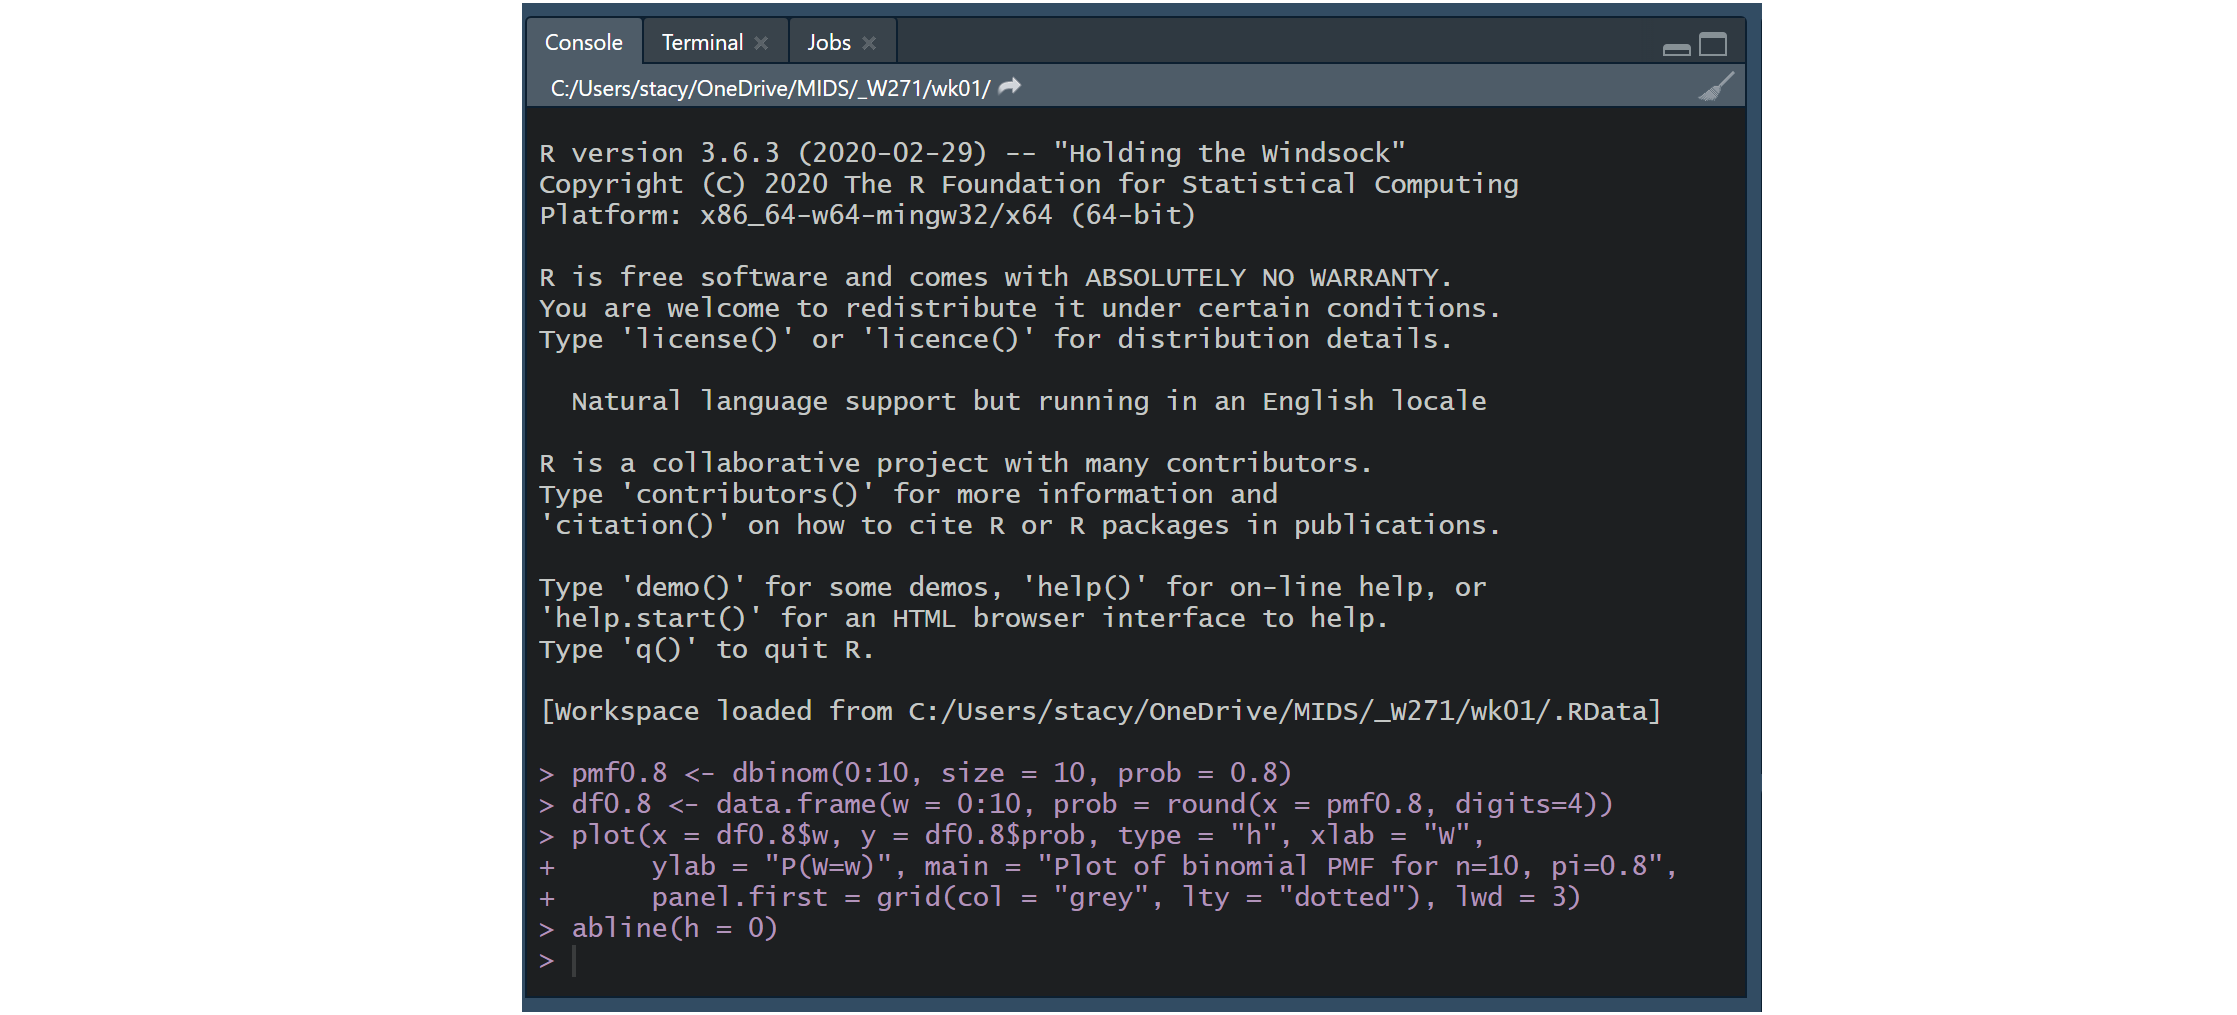 Console Terminal Jobs
C:/Users/stacy/OneDrive/MIDS/_W271/wk01/
R version 3.6.3 (2020-02-29) -- "Holding the Windsock"
Copyright (C) 2020 The R Foundation for Statistical Computing
Platform: x86_64-w64-mingw32/x64 (64-bit)
R is free software and comes with ABSOLUTELY NO WARRANTY.
You are welcome to redistribute it under certain conditions.
Type 'license()' or 'licence()' for distribution details.
Natural language support but running in an English locale
R is a collaborative project with many contributors.
Type 'contributors()' for more information and
'citation()' on how to cite R or R packages in publications.
Type 'demo()' for some demos, 'help()' for on-line help, or
'help.start()' for an HTML browser interface to help.
Type 'q()' to quit R.
[Workspace loaded from C:/Users/stacy/OneDrive/MIDS/_W271/wk01/.RData]
> pmf0.8 <- dbinom(0:10, size = 10, prob = 0.8)
> df0.8 <- data.frame(w = 0:10, prob = round(x = pmf0.8, digits=4))
> plot(x = df0.8$w, y = df0.8$prob, type = "h", xlab = "W",
+      ylab = "P(W=w)", main = "Plot of binomial PMF for n=10, pi=0.8",
+      panel.first = grid(col = "grey", lty = "dotted"), lwd = 3)
> abline(h = 0)
>